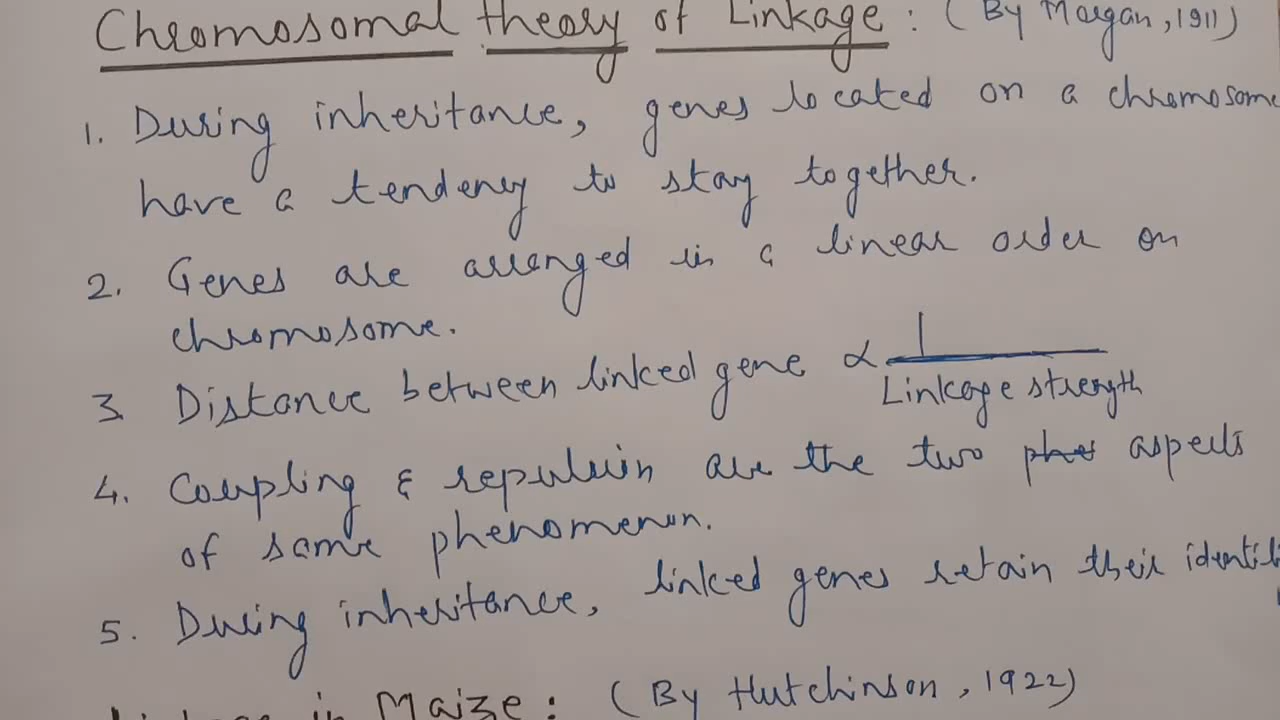 Chromosomal theory of Linkage : (By Morgan, 1911)
1. During inheritance, genes located on a chromosome
have a tendency to stay together.
2. Genes are arranged in a linear order on
chromosome.
3 Distance between linked gene ∝ 1
Linkage strength
4. Coupling & repulsion are the two phe aspects
of same phenomenon.
5. During inheritance, linked genes retain their
in Maize : (By Hutchinson, 1922)